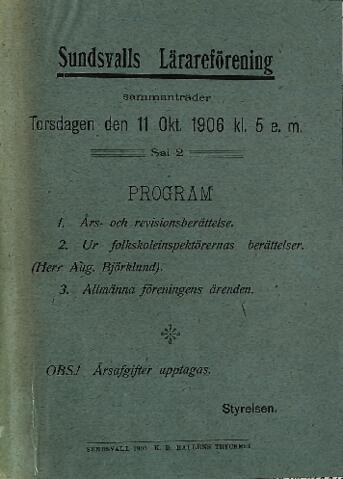 Sundsvalls Lärareförening
sammanträder
Torsdagen den 11 Okt. 1906 kl. 5 e. m.
Sal 2
PROGRAM
1. Års- och revisionsberättelse.
2. Ur folkskoleinspektörernas berättelser.
(Herr Aug. Björklund).
3. Allmänna föreningens ärenden.
OBS.! Årsafgifter upptagas.
Styrelsen.
SUNDSVALL K. B.